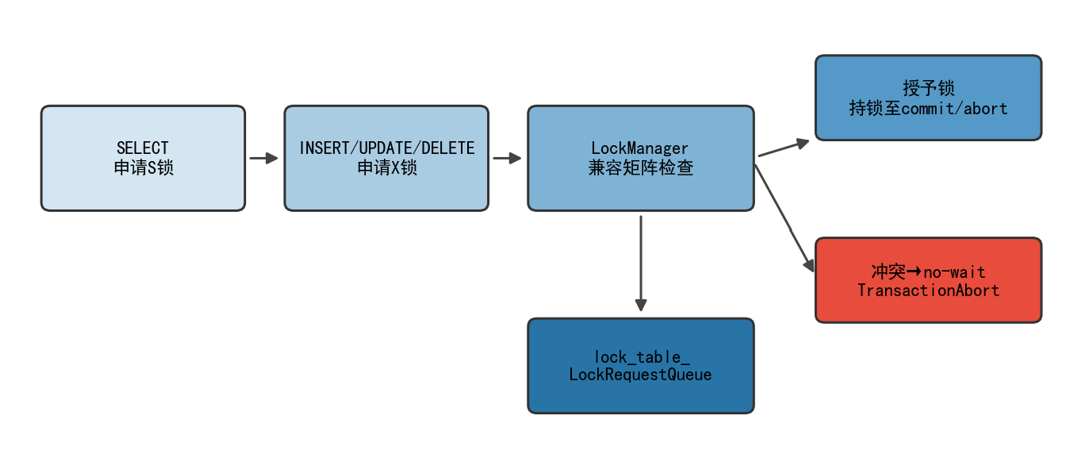 SELECT
申请S锁
INSERT/UPDATE/DELETE
申请X锁
LockManager
兼容矩阵检查
授予锁
持锁至commit/abort
冲突→no-wait
TransactionAbort
lock_table_
LockRequestQueue